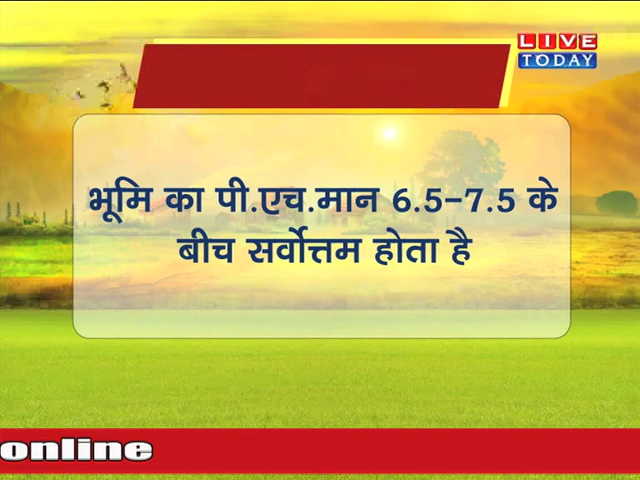 LIVE
TODAY
भूमि का पी.एच.मान 6.5-7.5 के
बीच सर्वोत्तम होता है
online